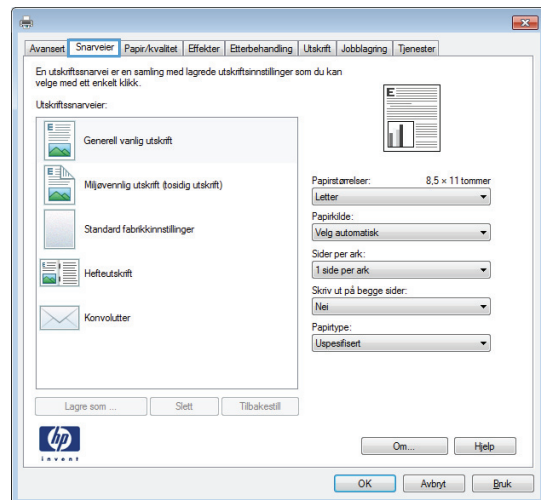 Avansert Snarveier Papir/kvalitet Effekter Etterbehandling Utskrift Jobblagring Tjenester
En utskriftssnarvei er en samling med lagrede utskriftsinnstillinger som du kan
velge med ett enkelt klikk.
Utskriftssnarveier:
Generell vanlig utskrift
Miljøvennlig utskrift (tosidig utskrift)
Standard fabrikkinnstillinger
Hefteutskrift
Konvolutter
E
E
E
Papirstørrelser: 8,5 × 11 tommer
Letter
Papirkilde:
Velg automatisk
Sider per ark:
1 side per ark
Skriv ut på begge sider:
Nei
Papirtype:
Uspesifisert
Lagre som ... Slett Tilbakestill
hp
invent
Om... Hjelp
OK Avbryt Bruk